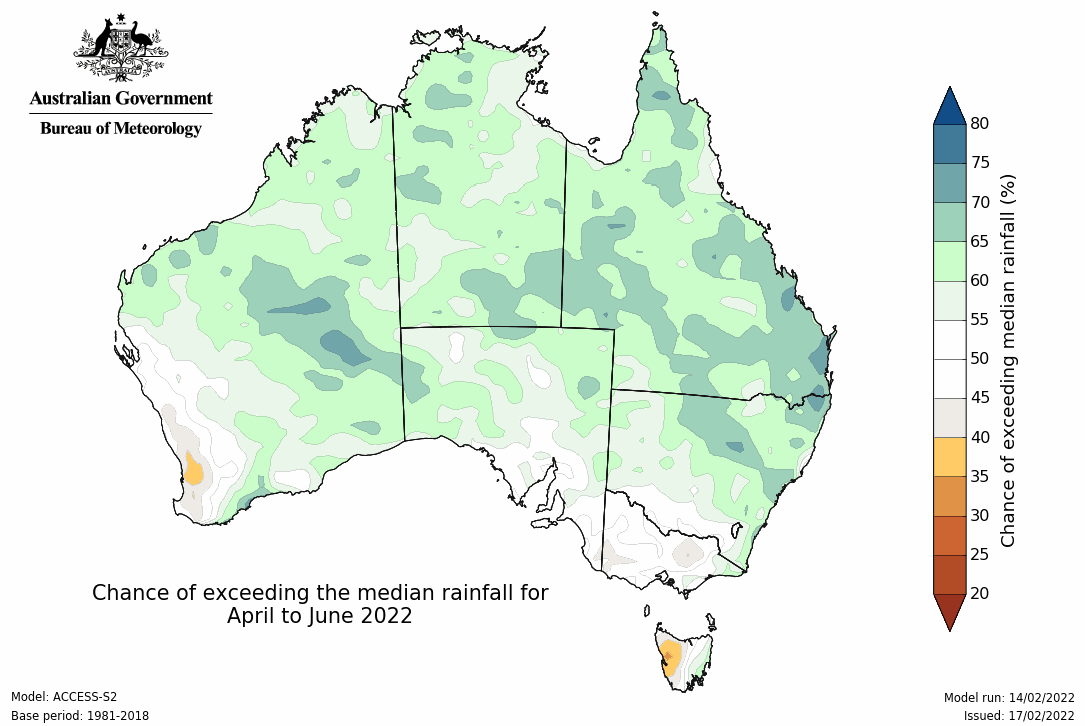 Australian Government
Bureau of Meteorology
80
75
70
65
60
55
50
45
40
35
30
25
20
Chance of exceeding median rainfall (%)
Chance of exceeding the median rainfall for
April to June 2022
Model: ACCESS-S2
Base period: 1981-2018
Model run: 14/02/2022
Issued: 17/02/2022